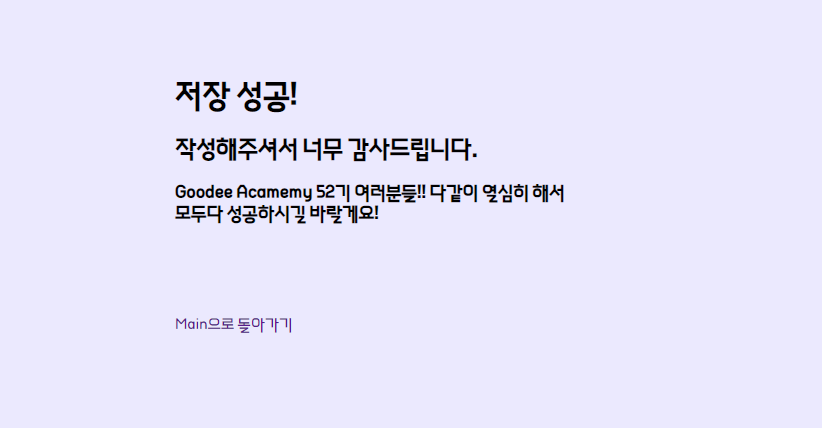 저장 성공!
작성해주셔서 너무 감사드립니다.
Goodee Acamemy 52기 여러분들!! 다같이 열심히 해서
모두다 성공하시길 바랄게요!
Main으로 돌아가기